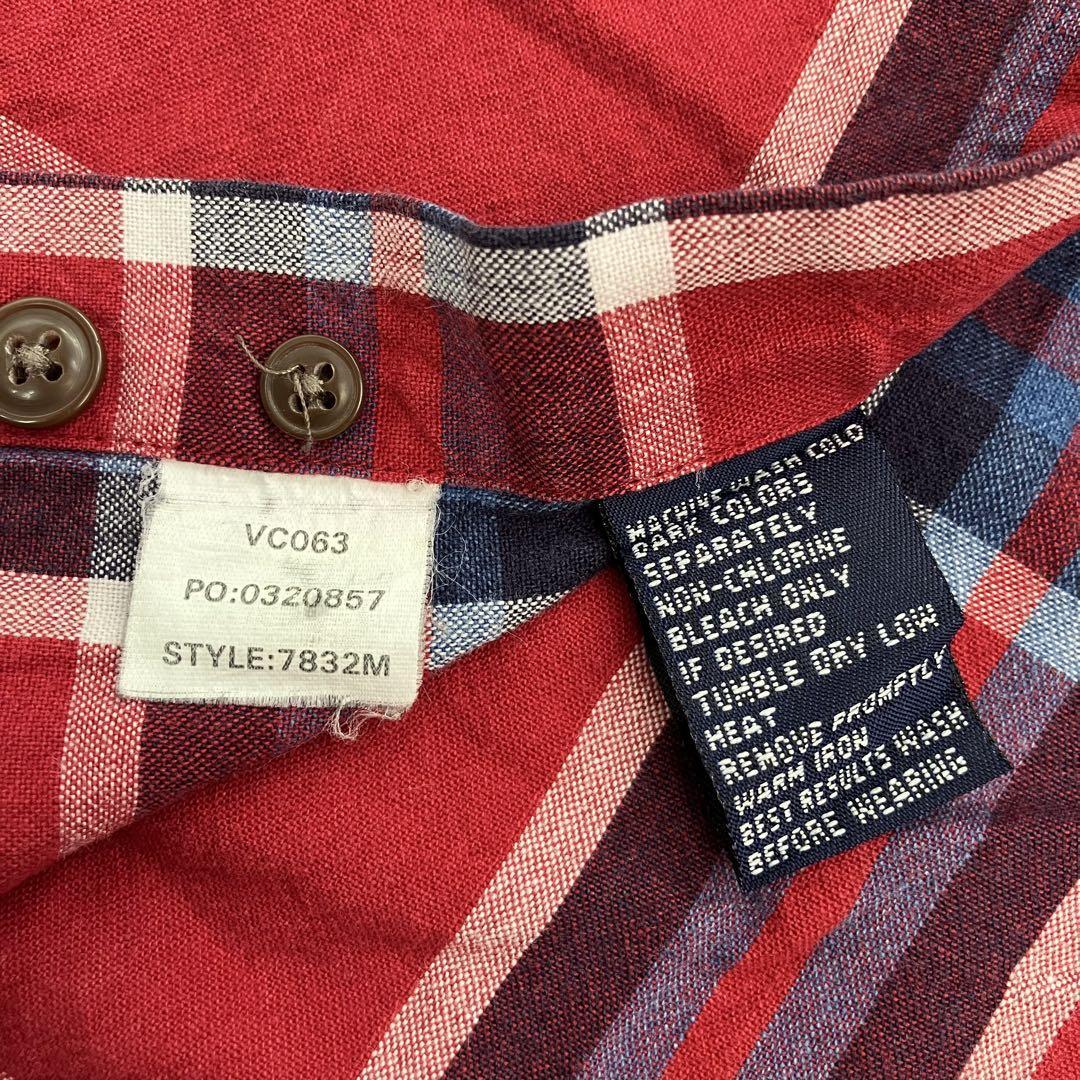 VC063
PO:0320857
STYLE:7832M
MACHINE WASH COLD
DARK COLORS
SEPARATELY
NON-CHLORINE
BLEACH ONLY
IF DESIRED
TUMBLE DRY LOW
HEAT
REMOVE PROMPTLY
WARM IRON
BEST RESULTS WASH
BEFORE WEARING